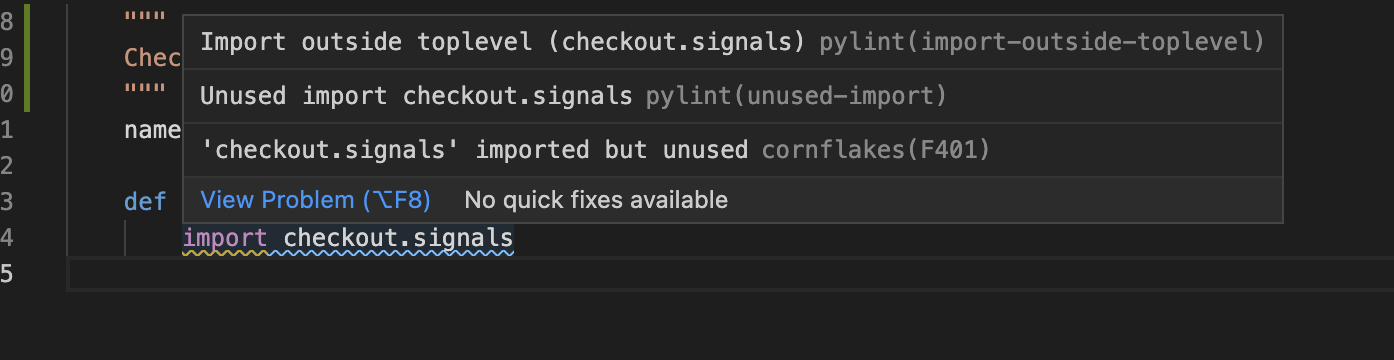 8 """
Import outside toplevel (checkout.signals) pylint(import-outside-toplevel)
9 Chec
Unused import checkout.signals pylint(unused-import)
0 """
1 name
'checkout.signals' imported but unused cornflakes(F401)
2
3 def
View Problem (⌥F8) No quick fixes available
4 import checkout.signals
5